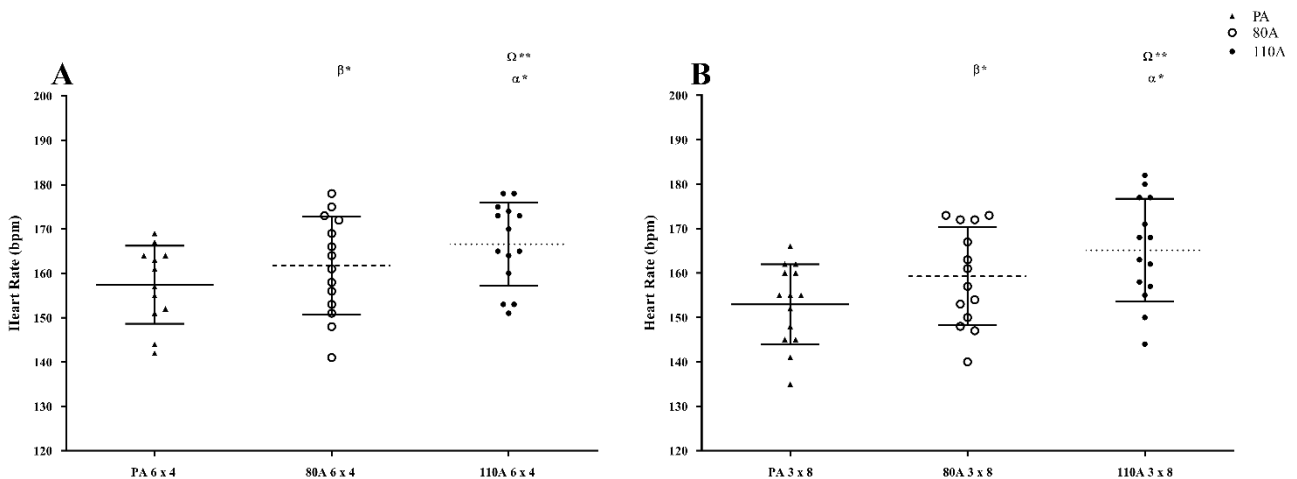 PA
80A
110A
A
β*
Ω**
α*
Heart Rate (bpm)
200
190
180
170
160
150
140
130
120
PA 6 x 4
80A 6 x 4
110A 6 x 4
B
β*
Ω**
α*
Heart Rate (bpm)
200
190
180
170
160
150
140
130
120
PA 3 x 8
80A 3 x 8
110A 3 x 8